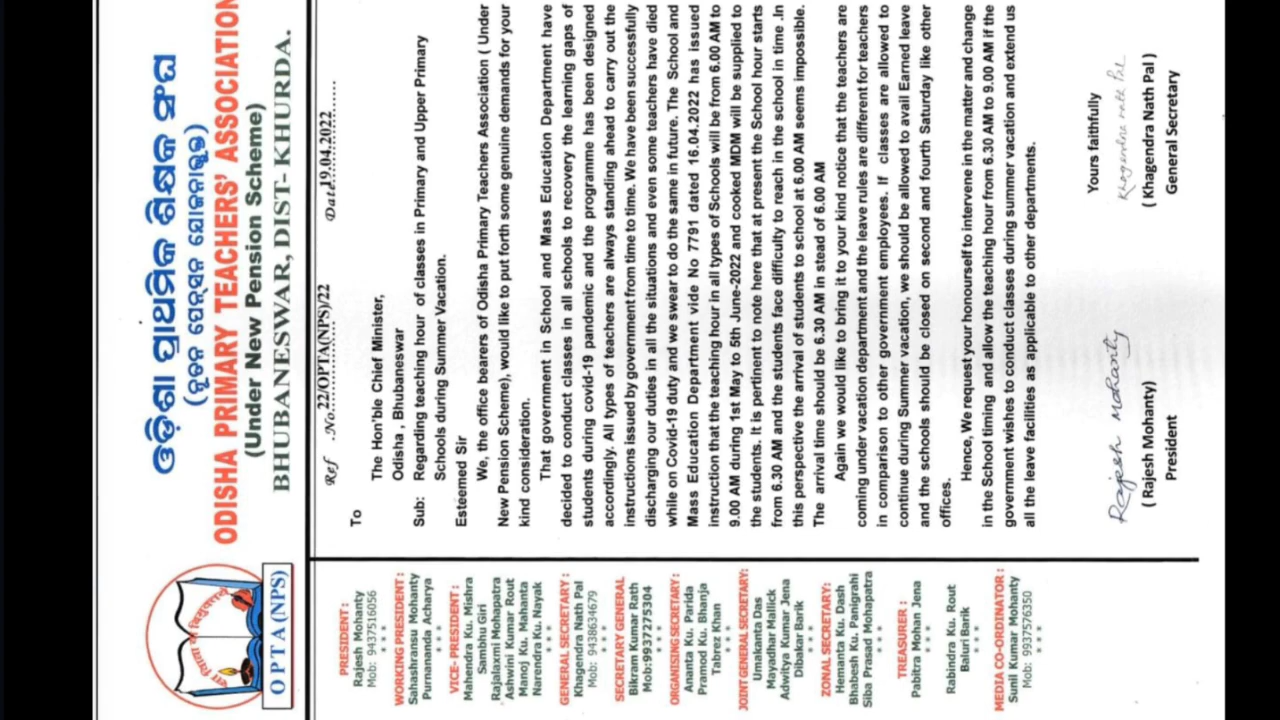 ଓଡ଼ିଶା ପ୍ରାଥମିକ ଶିକ୍ଷକ ସଂଘ
(ନୂତନ ପେନ୍ସନ ଯୋଜନାଭୁକ୍ତ)
ODISHA PRIMARY TEACHERS' ASSOCIATION
(Under New Pension Scheme)
BHUBANESWAR, DIST- KHURDA.
OPTA (NPS)
Ref .No. 22/OPTA(NPS)/22 Date 19.04.2022
To
The Hon'ble Chief Minister,
Odisha , Bhubaneswar
Sub: Regarding teaching hour of classes in Primary and Upper Primary
Schools during Summer Vacation.
Esteemed Sir
We, the office bearers of Odisha Primary Teachers Association ( Under
New Pension Scheme), would like to put forth some genuine demands for your
kind consideration.
That government in School and Mass Education Department have
decided to conduct classes in all schools to recovery the learning gaps of
students during covid-19 pandemic and the programme has been designed
accordingly. All types of teachers are always standing ahead to carry out the
instructions issued by government from time to time. We have been successfully
discharging our duties in all the situations and even some teachers have died
while on Covid-19 duty and we swear to do the same in future. The School and
Mass Education Department vide No 7791 dated 16.04.2022 has issued
instruction that the teaching hour in all types of Schools will be from 6.00 AM to
9.00 AM during 1st May to 5th June-2022 and cooked MDM will be supplied to
the students. It is pertinent to note here that at present the School hour starts
from 6.30 AM and the students face difficulty to reach in the school in time .In
this perspective the arrival of students to school at 6.00 AM seems impossible.
The arrival time should be 6.30 AM in stead of 6.00 AM
Again we would like to bring it to your kind notice that the teachers are
coming under vacation department and the leave rules are different for teachers
in comparison to other government employees. If classes are allowed to
continue during Summer vacation, we should be allowed to avail Earned leave
and the schools should be closed on second and fourth Saturday like other
offices.
Hence, We request your honourself to intervene in the matter and change
in the School timing and allow the teaching hour from 6.30 AM to 9.00 AM if the
government wishes to conduct classes during summer vacation and extend us
all the leave facilities as applicable to other departments.
Yours faithfully
Rajesh Mohanty Khagendra nath Pal
( Rajesh Mohanty) ( Khagendra Nath Pal )
President General Secretary
PRESIDENT :
Rajesh Mohanty
Mob: 9437516056
* * *
WORKING PRESIDENT :
Sahashransu Mohanty
Purnananda Acharya
* * *
VICE- PRESIDENT :
Mahendra Ku. Mishra
Sambhu Giri
Rajalaxmi Mohapatra
Ashwini Kumar Rout
Manoj Ku. Mahanta
Narendra Ku. Nayak
* * *
GENERAL SECRETARY :
Khagendra Nath Pal
Mob: 9438634679
* * *
SECRETARY GENERAL
Bikram Kumar Rath
Mob:9937275304
* * *
ORGANISING SECRETARY :
Ananta Ku. Parida
Pramod Ku. Bhanja
Tabrez Khan
* * *
JOINT GENERAL SECRETARY:
Umakanta Das
Mayadhar Mallick
Adwitya Kumar Jena
Dibakar Barik
* * *
ZONAL SECRETARY:
Hemanta Ku. Dash
Bhabesh Ku. Panigrahi
Siba Prasad Mohapatra
* * *
TREASURER :
Pabitra Mohan Jena
* * *
Rabindra Ku. Rout
Baluri Barik
* * *
MEDIA CO-ORDINATOR :
Sunil Kumar Mohanty
Mob: 9937576350
* * *